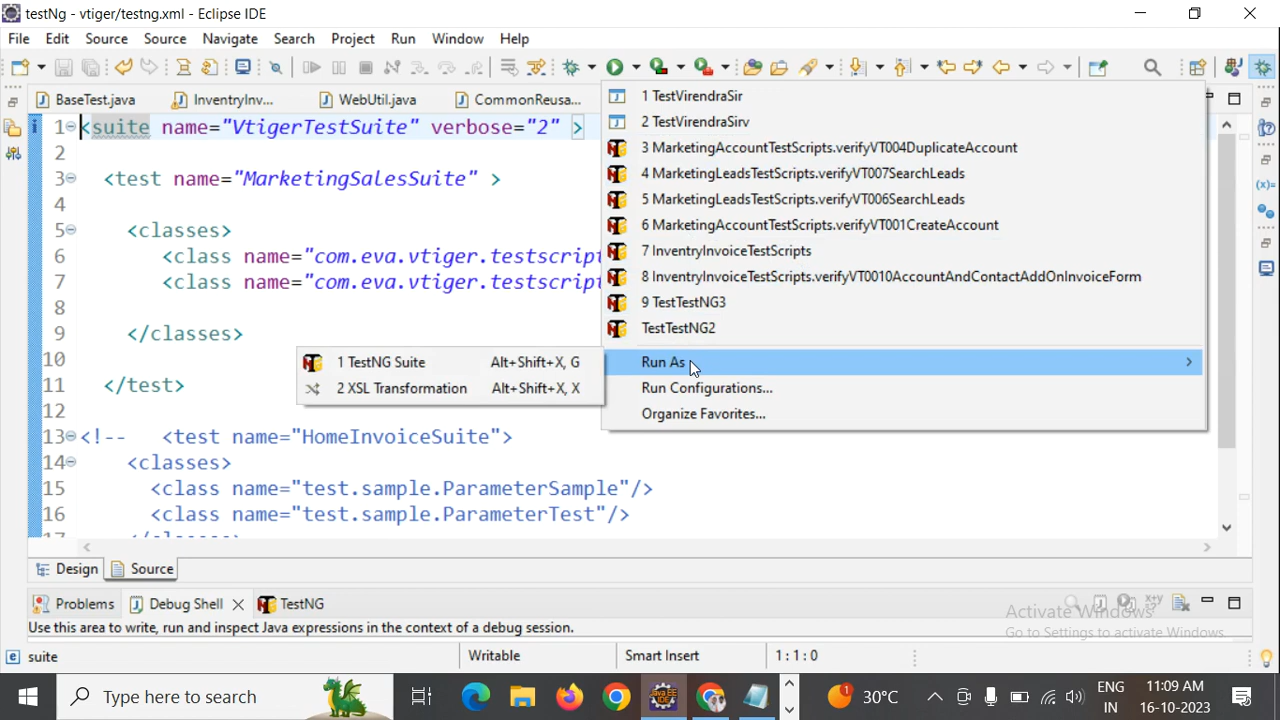 testNg - vtiger/testng.xml - Eclipse IDE
File Edit Source Source Navigate Search Project Run Window Help
BaseTest.java InventryInv... WebUtil.java CommonReusa...
1 <suite name="VtigerTestSuite" verbose="2" >
2
3 <test name="MarketingSalesSuite" >
4
5 <classes>
6 <class name="com.eva.vtiger.testscript
7 <class name="com.eva.vtiger.testscript
8
9 </classes>
10
11 </test>
12
13 <!-- <test name="HomeInvoiceSuite">
14 <classes>
15 <class name="test.sample.ParameterSample"/>
16 <class name="test.sample.ParameterTest"/>
1 TestVirendraSir
2 TestVirendraSirv
3 MarketingAccountTestScripts.verifyVT004DuplicateAccount
4 MarketingLeadsTestScripts.verifyVT007SearchLeads
5 MarketingLeadsTestScripts.verifyVT006SearchLeads
6 MarketingAccountTestScripts.verifyVT001CreateAccount
7 InventryInvoiceTestScripts
8 InventryInvoiceTestScripts.verifyVT0010AccountAndContactAddOnInvoiceForm
9 TestTestNG3
TestTestNG2
Run As
Run Configurations...
Organize Favorites...
1 TestNG Suite Alt+Shift+X, G
2 XSL Transformation Alt+Shift+X, X
Design Source
Problems Debug Shell TestNG
Use this area to write, run and inspect Java expressions in the context of a debug session.
Activate Windows
Go to Settings to activate Windows.
suite Writable Smart Insert 1 : 1 : 0
Type here to search
30°C
ENG
IN
11:09 AM
16-10-2023